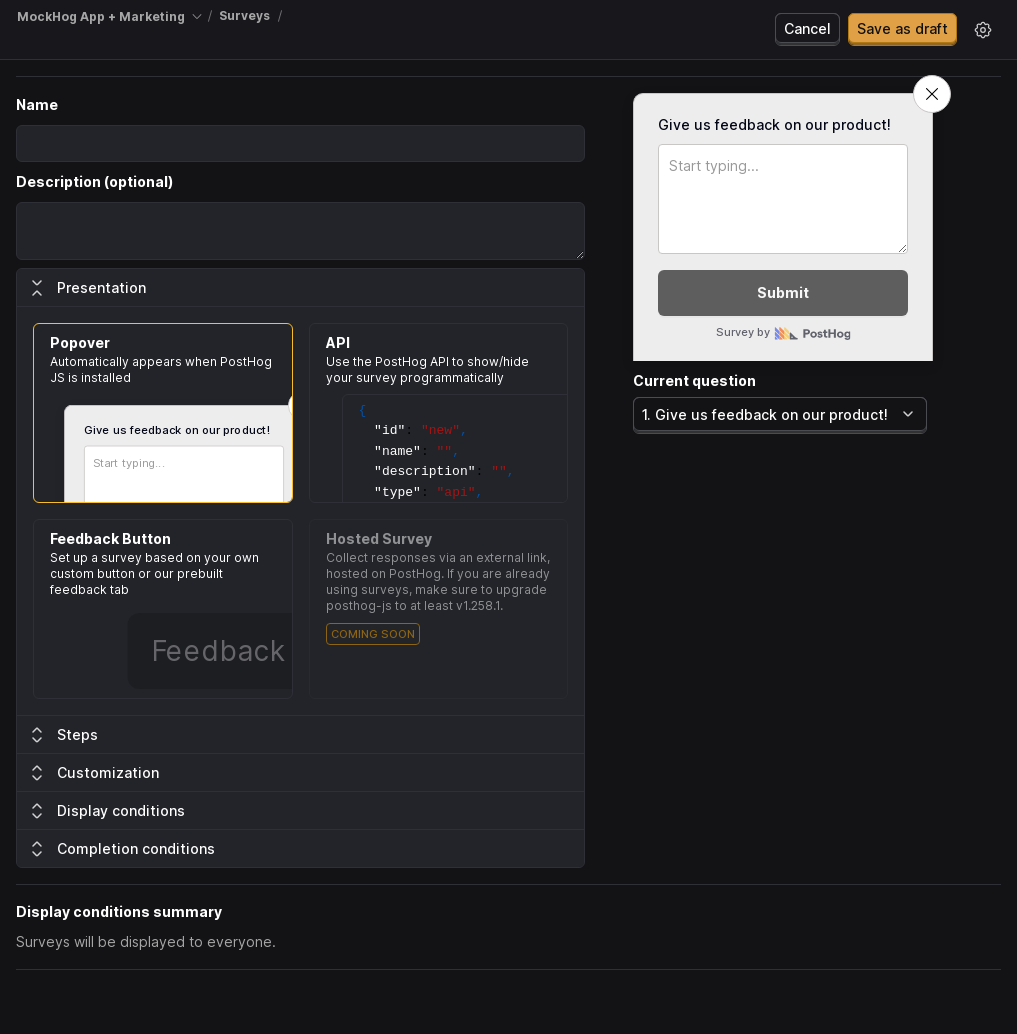 MockHog App + Marketing / Surveys /
Cancel
Save as draft
Name
Description (optional)
Presentation
Popover
Automatically appears when PostHog
JS is installed
Give us feedback on our product!
Start typing...
API
Use the PostHog API to show/hide
your survey programmatically
{
"id": "new",
"name": "",
"description": "",
"type": "api",
Feedback Button
Set up a survey based on your own
custom button or our prebuilt
feedback tab
Feedback
Hosted Survey
Collect responses via an external link,
hosted on PostHog. If you are already
using surveys, make sure to upgrade
posthog-js to at least v1.258.1.
COMING SOON
Steps
Customization
Display conditions
Completion conditions
Give us feedback on our product!
Start typing...
Submit
Survey by PostHog
Current question
1. Give us feedback on our product!
Display conditions summary
Surveys will be displayed to everyone.